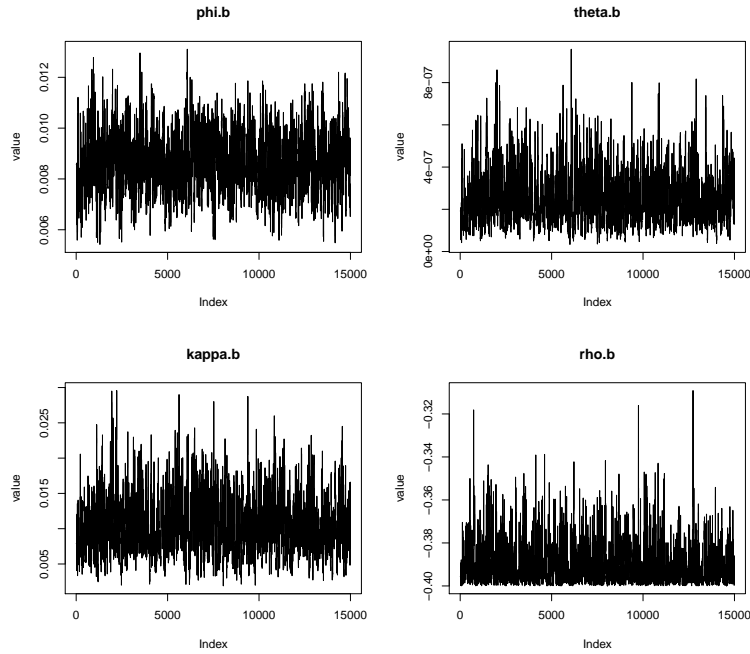 phi.b
value
0.006 0.008 0.010 0.012
0 5000 10000 15000
Index
theta.b
value
0e+00 4e−07 8e−07
0 5000 10000 15000
Index
kappa.b
value
0.005 0.015 0.025
0 5000 10000 15000
Index
rho.b
value
−0.40 −0.38 −0.36 −0.34 −0.32
0 5000 10000 15000
Index